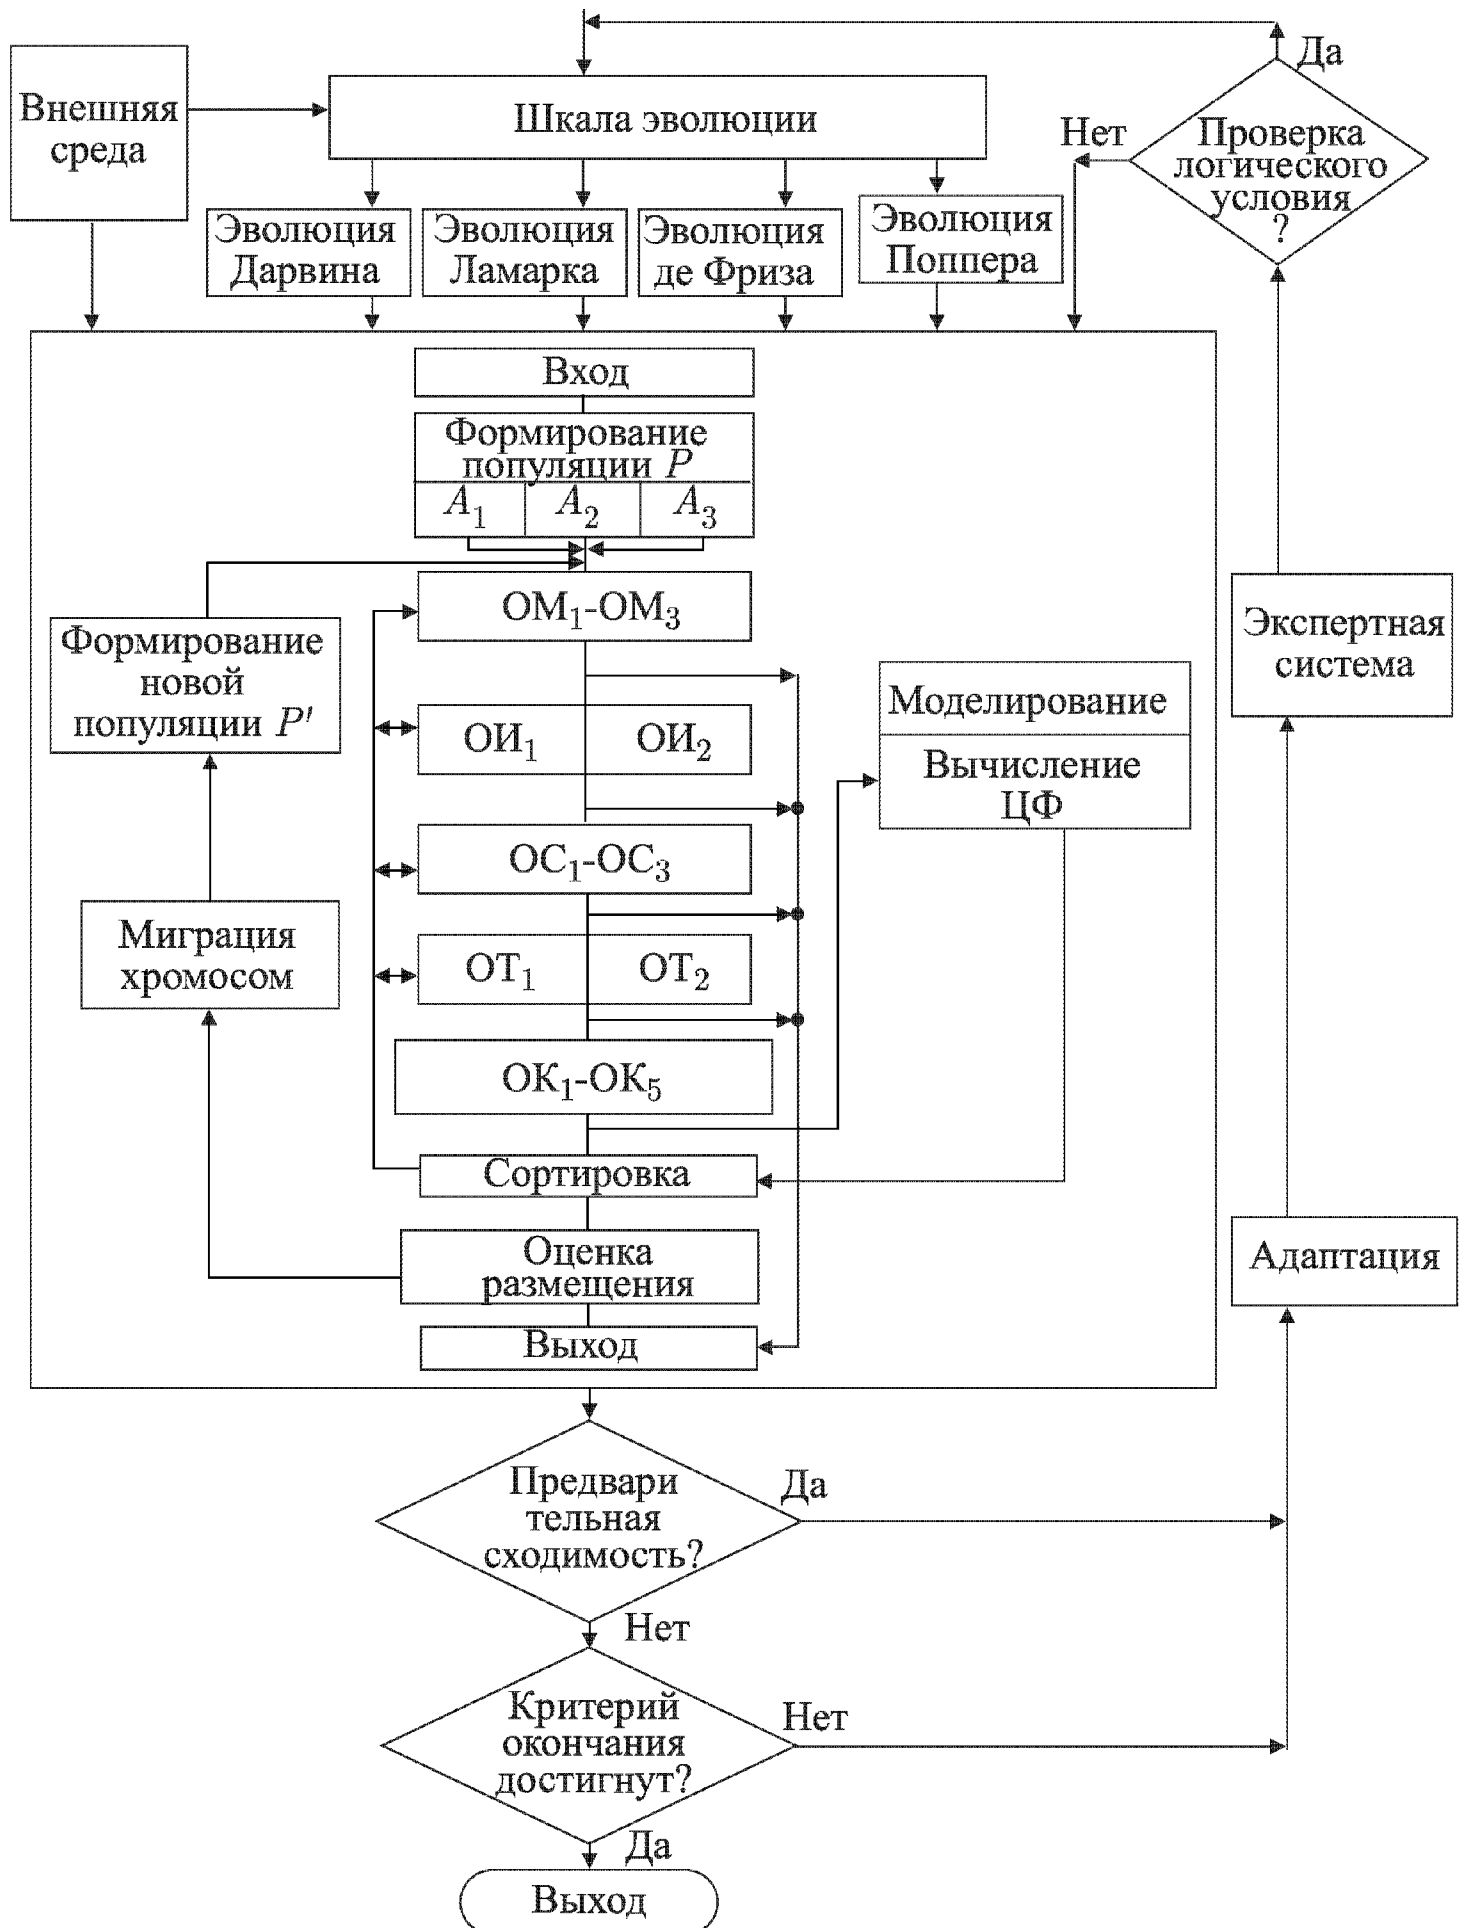 Да
Внешняя
среда
Шкала эволюции
Нет
Проверка
логического
условия
?
Эволюция
Дарвина
Эволюция
Ламарка
Эволюция
де Фриза
Эволюция
Поппера
Вход
Формирование
популяции P
A₁
A₂
A₃
ОМ₁-ОМ₃
Формирование
новой
популяции P'
Экспертная
система
Моделирование
ОИ₁
ОИ₂
Вычисление
ЦФ
ОС₁-ОС₃
Миграция
хромосом
ОТ₁
ОТ₂
ОК₁-ОК₅
Сортировка
Оценка
размещения
Адаптация
Выход
Предвари
тельная
сходимость?
Да
Нет
Критерий
окончания
достигнут?
Нет
Да
Выход